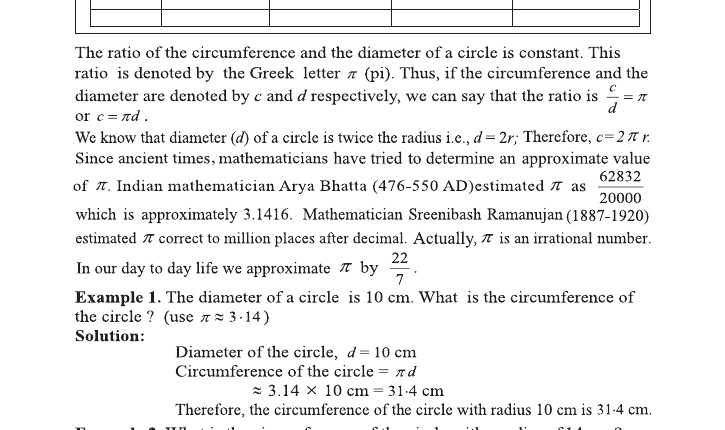 The ratio of the circumference and the diameter of a circle is constant. This
ratio is denoted by the Greek letter π (pi). Thus, if the circumference and the
diameter are denoted by c and d respectively, we can say that the ratio is c/d = π
or c = πd .
We know that diameter (d) of a circle is twice the radius i.e., d = 2r; Therefore, c=2 π r.
Since ancient times, mathematicians have tried to determine an approximate value
of π. Indian mathematician Arya Bhatta (476-550 AD)estimated π as 62832/20000
which is approximately 3.1416. Mathematician Sreenibash Ramanujan (1887-1920)
estimated π correct to million places after decimal. Actually, π is an irrational number.
In our day to day life we approximate π by 22/7 .
Example 1. The diameter of a circle is 10 cm. What is the circumference of
the circle ? (use π ≈ 3·14)
Solution:
Diameter of the circle, d = 10 cm
Circumference of the circle = πd
≈ 3.14 × 10 cm = 31·4 cm
Therefore, the circumference of the circle with radius 10 cm is 31·4 cm.